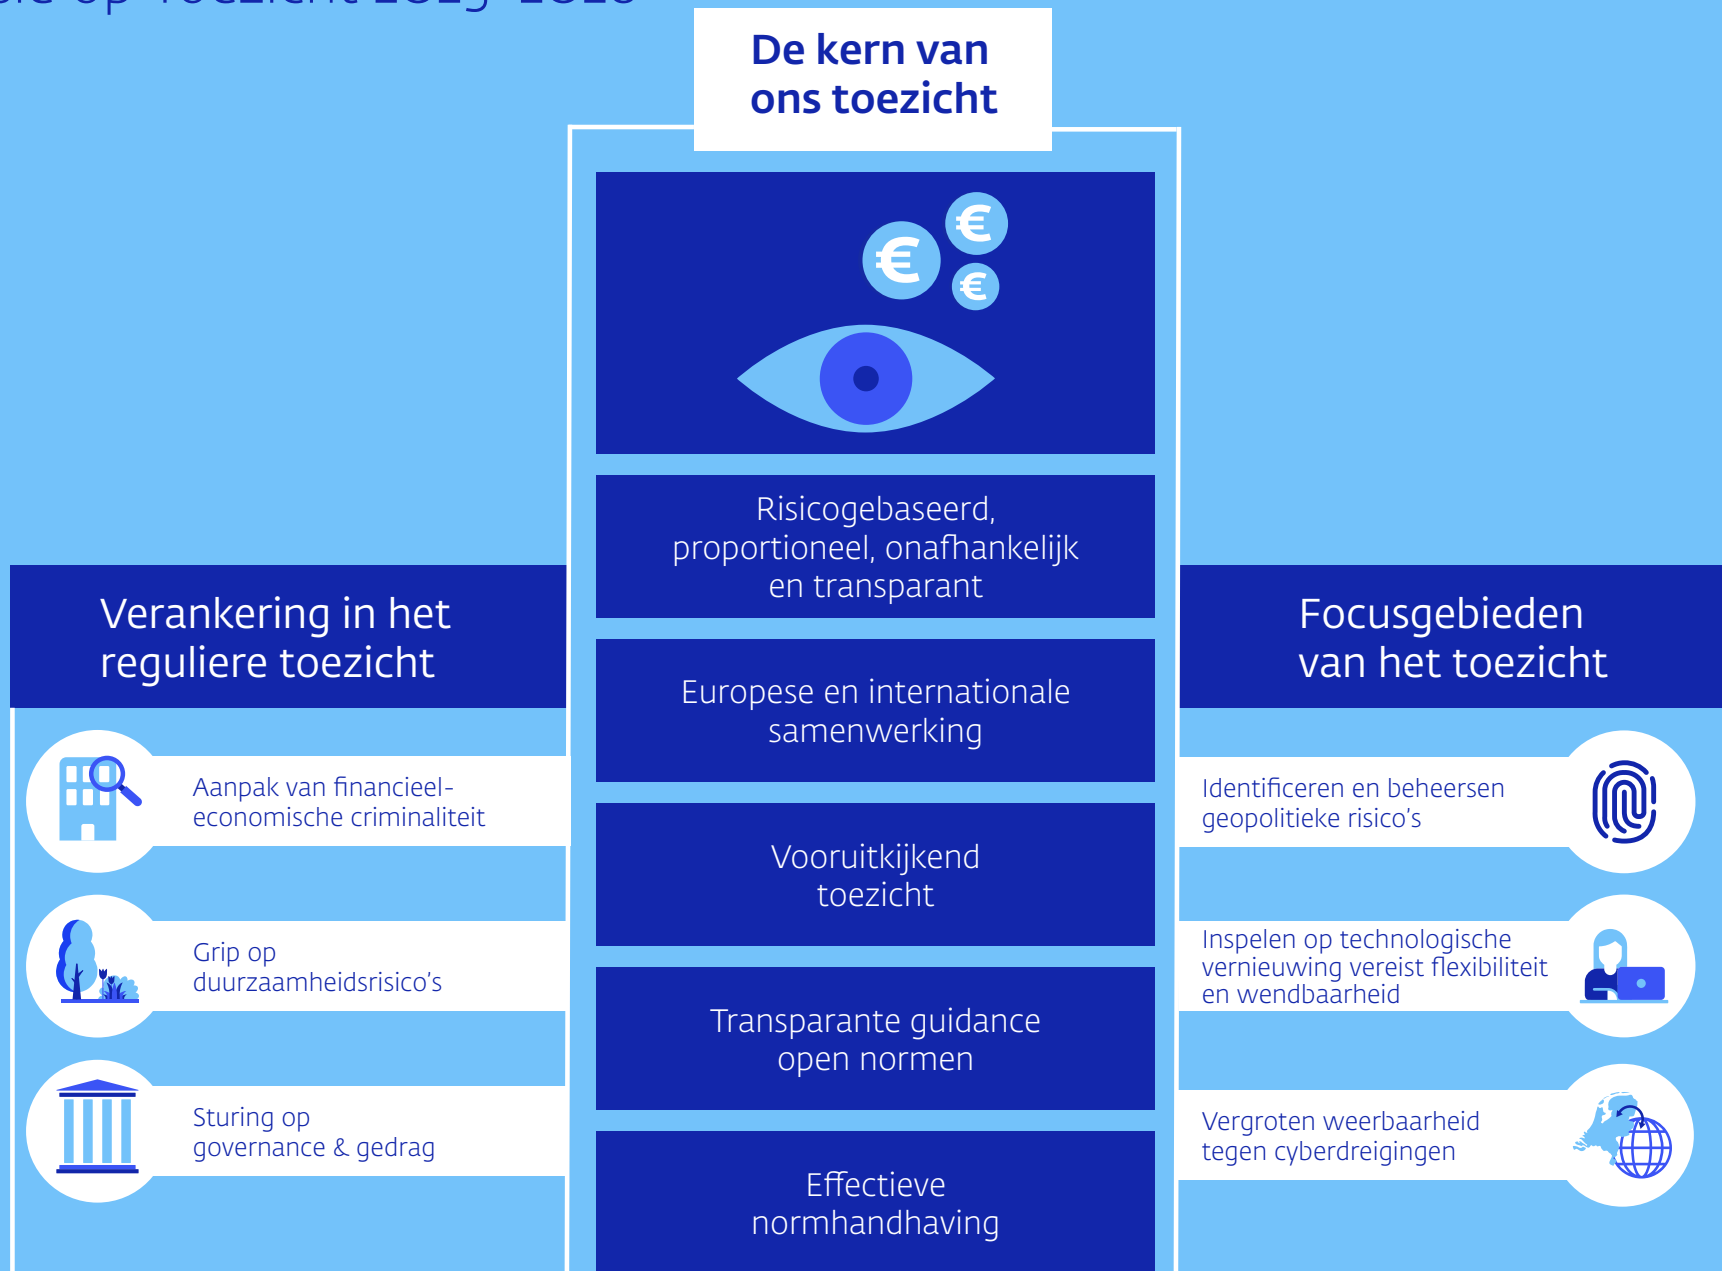 op Toezicht
De kern van
ons toezicht
€
€
€
Risicogebaseerd,
proportioneel, onafhankelijk
en transparant
Europese en internationale
samenwerking
Vooruitkijkend
toezicht
Transparante guidance
open normen
Effectieve
normhandhaving
Verankering in het
reguliere toezicht
Aanpak van financieel-
economische criminaliteit
Grip op
duurzaamheidsrisico's
Sturing op
governance & gedrag
Focusgebieden
van het toezicht
Identificeren en beheersen
geopolitieke risico's
Inspelen op technologische
vernieuwing vereist flexibiliteit
en wendbaarheid
Vergroten weerbaarheid
tegen cyberdreigingen